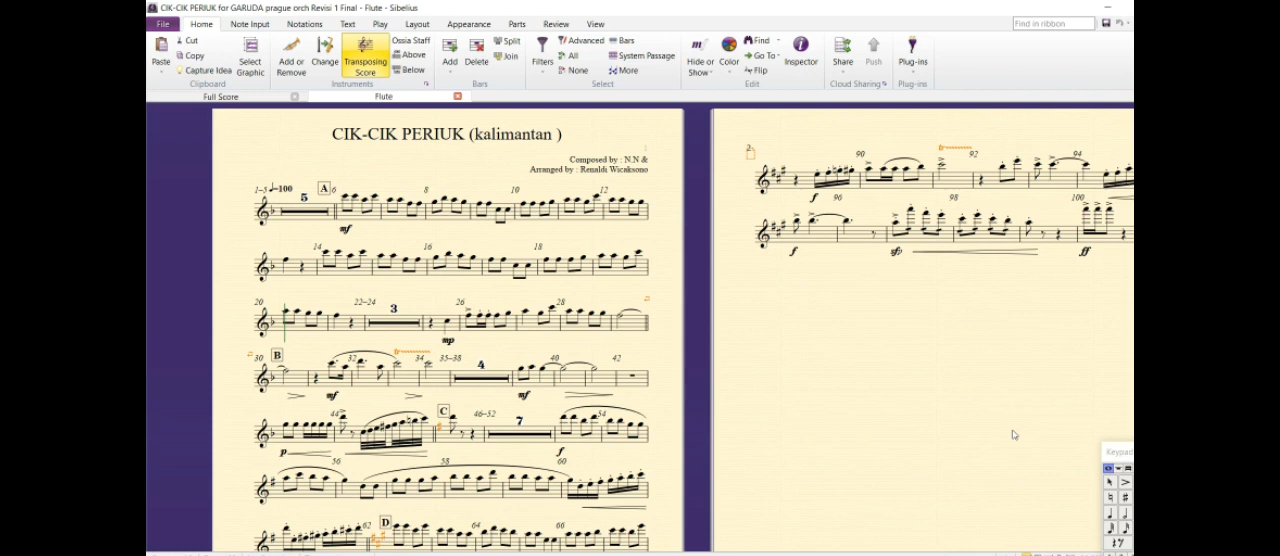 CIK-CIK PERIUK for GARUDA prague orch Revisi 1 Final - Flute - Sibelius
File Home Note Input Notations Text Play Layout Appearance Parts Review View Find in ribbon
Paste Cut Copy Capture Idea Select Graphic Clipboard
Add or Remove Change Transposing Score Ossia Staff Above Below Instruments
Add Delete Split Join Bars
Filters Advanced All None Bars System Passage More Select
Hide or Show Color Find Go To Flip Inspector Edit
Share Push Cloud Sharing
Plug-ins Plug-ins
Full Score Flute
CIK-CIK PERIUK (kalimantan )
1
Composed by : N.N &
Arranged by : Renaldi Wicaksono
1–5 ♩=100 5 A 6 8 10 12
mf
14 16 18
20 22–24 3 26 28
mp
30 B 32 34 35–38 4 40 42
mf mf
44 C 46–52 7 54
p f
56 58 60
62 D 64 66
2 90 92 94
f
96 98 100
f sfp ff
Keypad